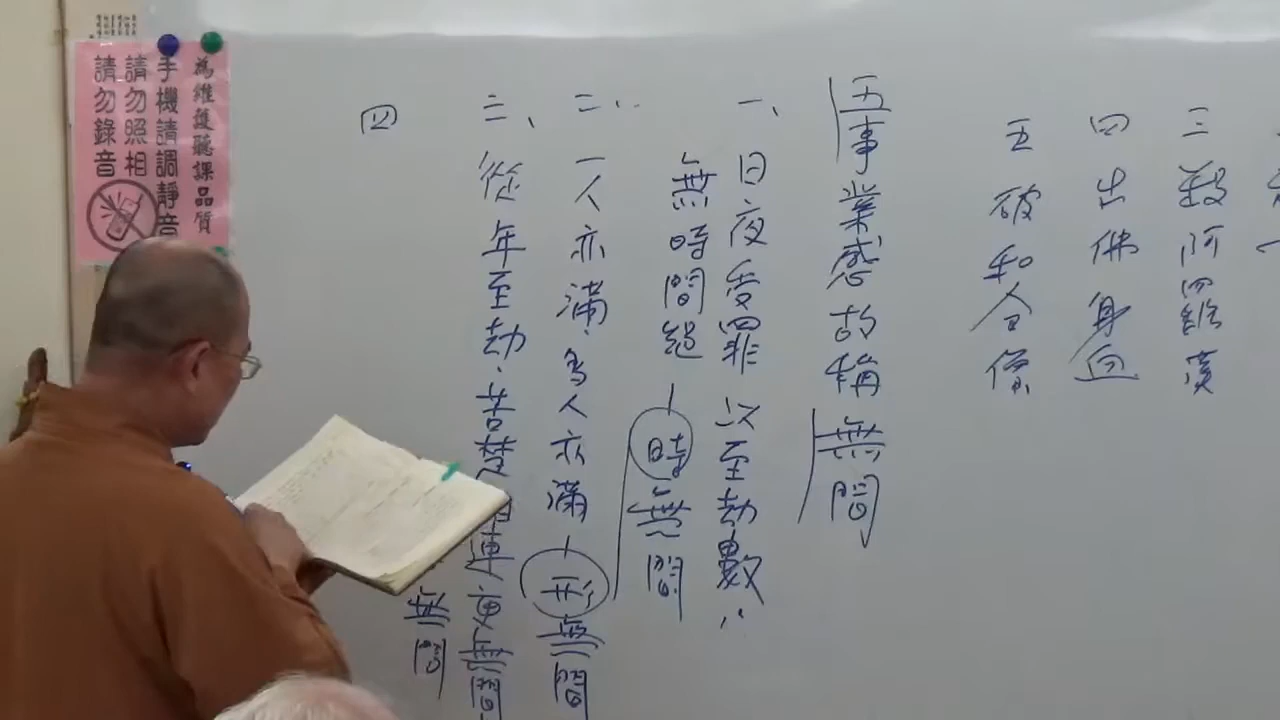 三 殺阿羅漢
四 出佛身血
五 破和合僧
五事業感故稱無間
一、日夜受罪以至劫數
無時間絕 時無間
二 一人亦滿多人亦滿 形無間
三、從年至劫、苦楚 連更無間
無間
四
為維護聽課品質
手機請調靜音
請勿照相
請勿錄音